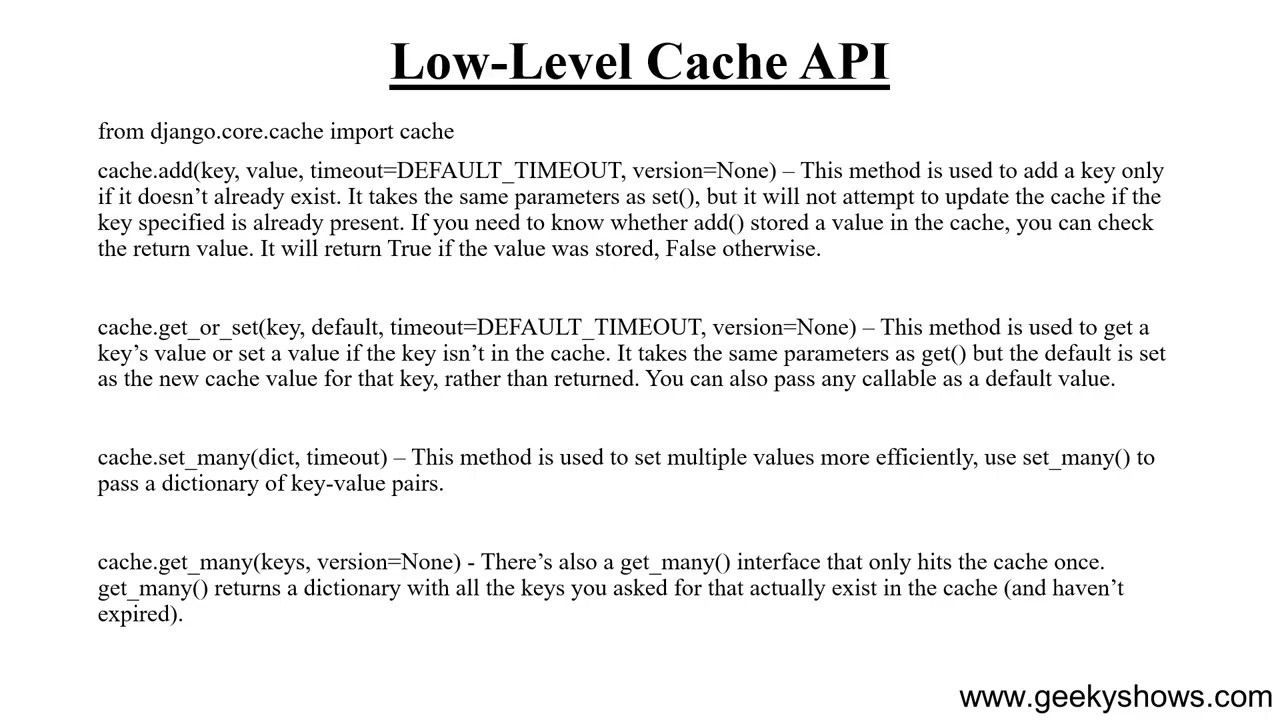 Low-Level Cache API
from django.core.cache import cache
cache.add(key, value, timeout=DEFAULT_TIMEOUT, version=None) – This method is used to add a key only
if it doesn’t already exist. It takes the same parameters as set(), but it will not attempt to update the cache if the
key specified is already present. If you need to know whether add() stored a value in the cache, you can check
the return value. It will return True if the value was stored, False otherwise.
cache.get_or_set(key, default, timeout=DEFAULT_TIMEOUT, version=None) – This method is used to get a
key’s value or set a value if the key isn’t in the cache. It takes the same parameters as get() but the default is set
as the new cache value for that key, rather than returned. You can also pass any callable as a default value.
cache.set_many(dict, timeout) – This method is used to set multiple values more efficiently, use set_many() to
pass a dictionary of key-value pairs.
cache.get_many(keys, version=None) - There’s also a get_many() interface that only hits the cache once.
get_many() returns a dictionary with all the keys you asked for that actually exist in the cache (and haven’t
expired).
www.geekyshows.com